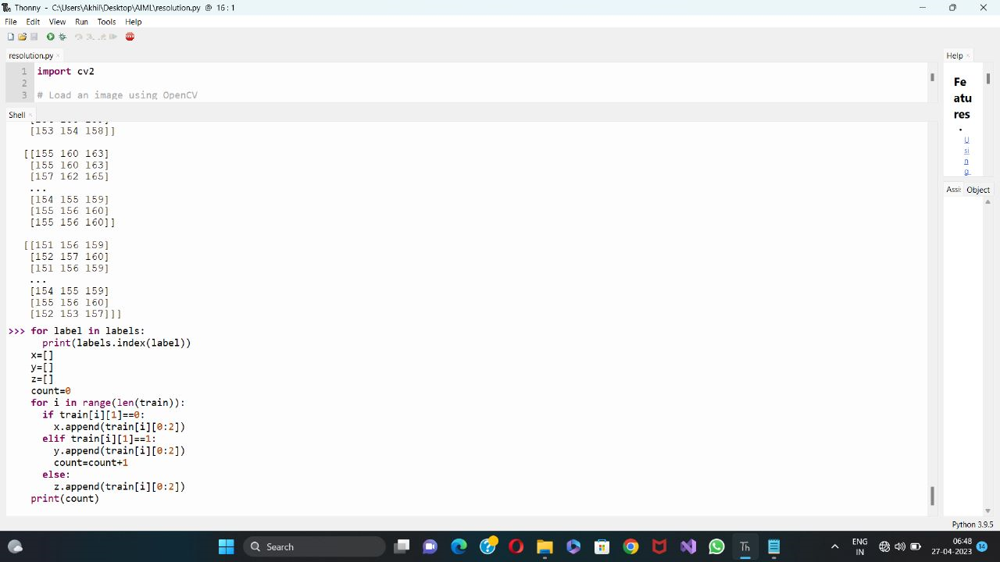 Thonny - C:\Users\Akhil\Desktop\AIML\resolution.py @ 16:1
File Edit View Run Tools Help
resolution.py ×
1 import cv2
2
3 # Load an image using OpenCV
Shell ×
[153 154 158]]
[[155 160 163]
[155 160 163]
[157 162 165]
...
[154 155 159]
[155 156 160]
[155 156 160]]
[[151 156 159]
[152 157 160]
[151 156 159]
...
[154 155 159]
[155 156 160]
[152 153 157]]]
>>> for label in labels:
print(labels.index(label))
x=[]
y=[]
z=[]
count=0
for i in range(len(train)):
if train[i][1]==0:
x.append(train[i][0:2])
elif train[i][1]==1:
y.append(train[i][0:2])
count=count+1
else:
z.append(train[i][0:2])
print(count)
Help ×
Fe
atu
res
•
U
si
n
g
Assi: Object
Python 3.9.5
Search
Th
ENG
IN
06:48
27-04-2023
14